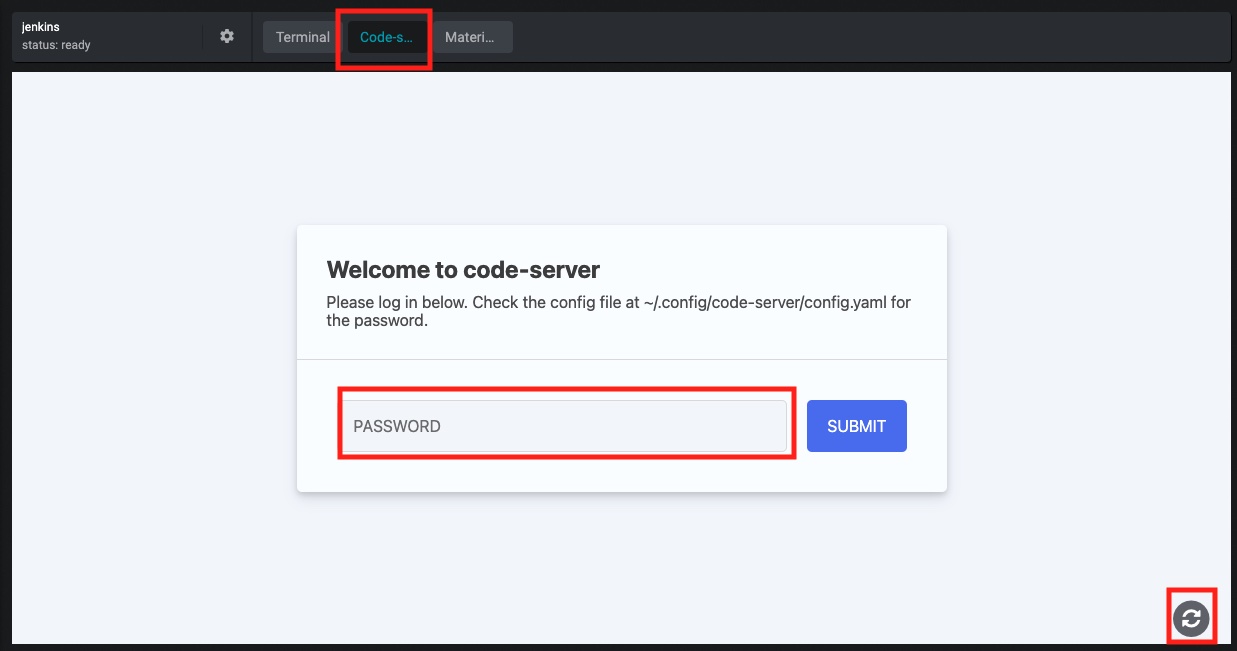 jenkins
status: ready
Terminal
Code-s...
Materi...
Welcome to code-server
Please log in below. Check the config file at ~/.config/code-server/config.yaml for
the password.
PASSWORD
SUBMIT